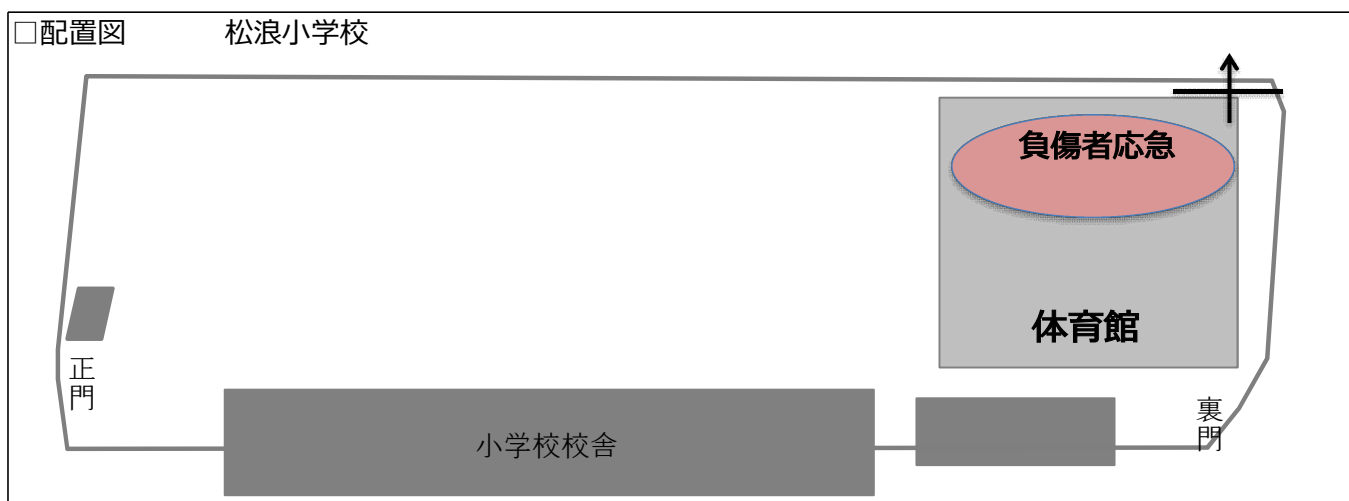 □配置図 松浪小学校
負傷者応急
体育館
正門
裏門
小学校校舎